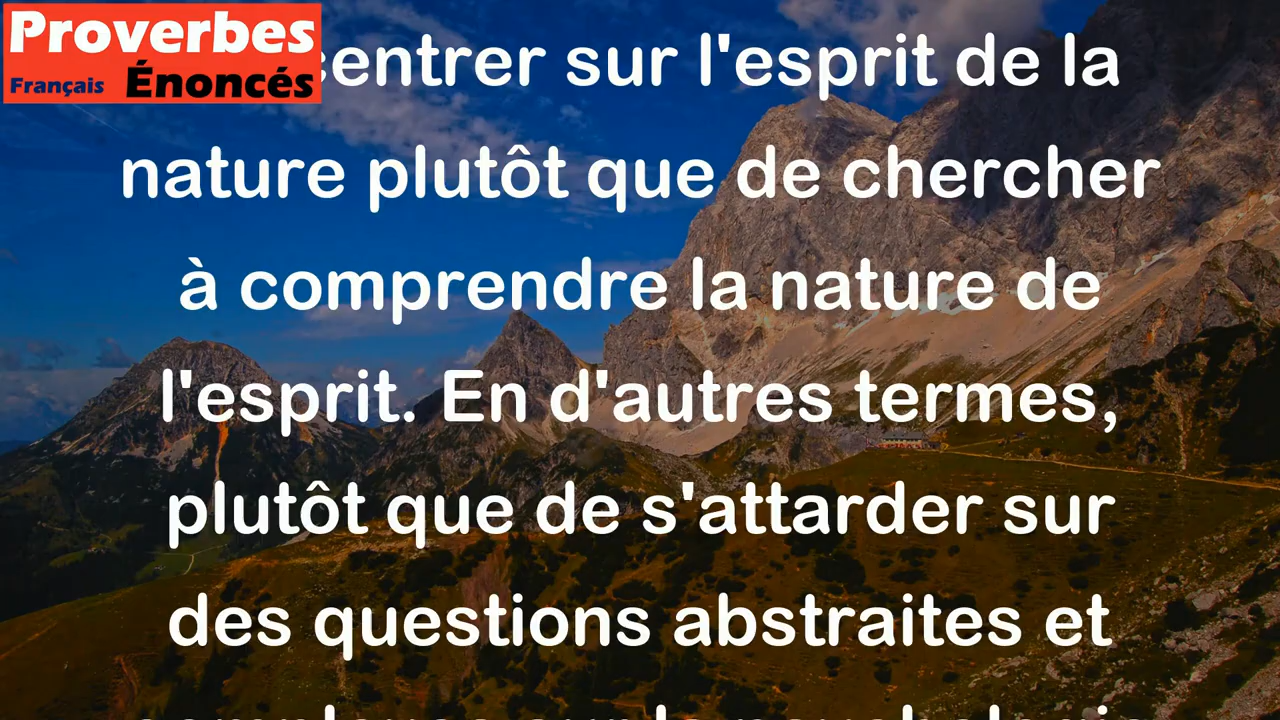 Proverbes
Français Énoncés
centrer sur l'esprit de la
nature plutôt que de chercher
à comprendre la nature de
l'esprit. En d'autres termes,
plutôt que de s'attarder sur
des questions abstraites et